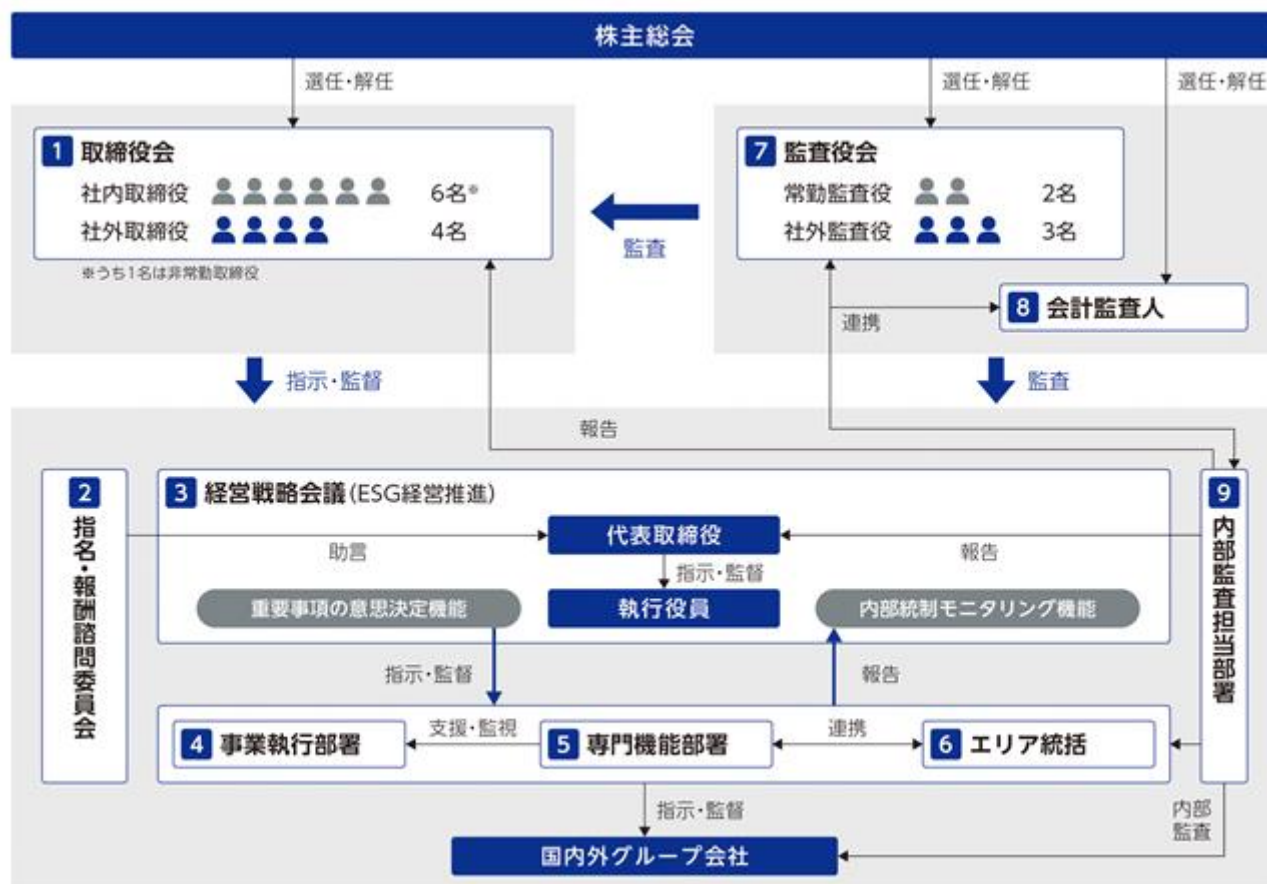 株主総会
選任・解任
選任・解任
選任・解任
1 取締役会
社内取締役 6名※
社外取締役 4名
※うち1名は非常勤取締役
監査
7 監査役会
常勤監査役 2名
社外監査役 3名
連携
8 会計監査人
指示・監督
監査
報告
2 指名・報酬諮問委員会
3 経営戦略会議(ESG経営推進)
代表取締役
助言
報告
指示・監督
重要事項の意思決定機能
執行役員
内部統制モニタリング機能
9 内部監査担当部署
指示・監督
報告
4 事業執行部署
支援・監視
5 専門機能部署
連携
6 エリア統括
指示・監督
内部
監査
国内外グループ会社